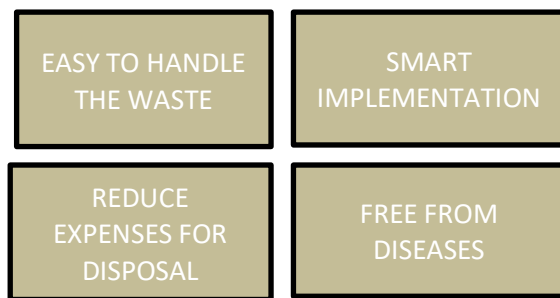 EASY TO HANDLE
THE WASTE
SMART
IMPLEMENTATION
REDUCE
EXPENSES FOR
DISPOSAL
FREE FROM
DISEASES